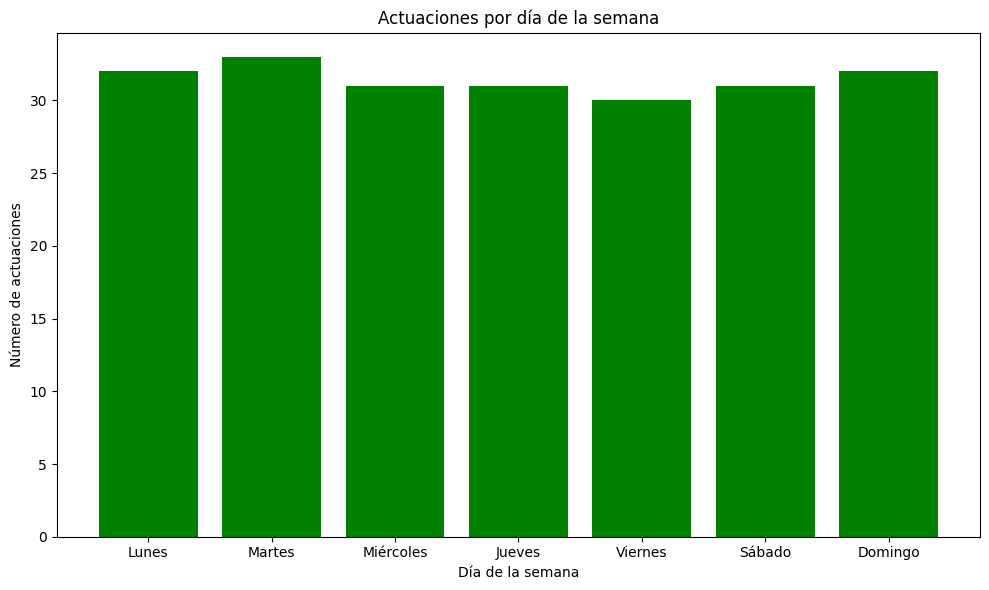 Actuaciones por día de la semana
Número de actuaciones
30
25
20
15
10
5
0
Lunes Martes Miércoles Jueves Viernes Sábado Domingo
Día de la semana